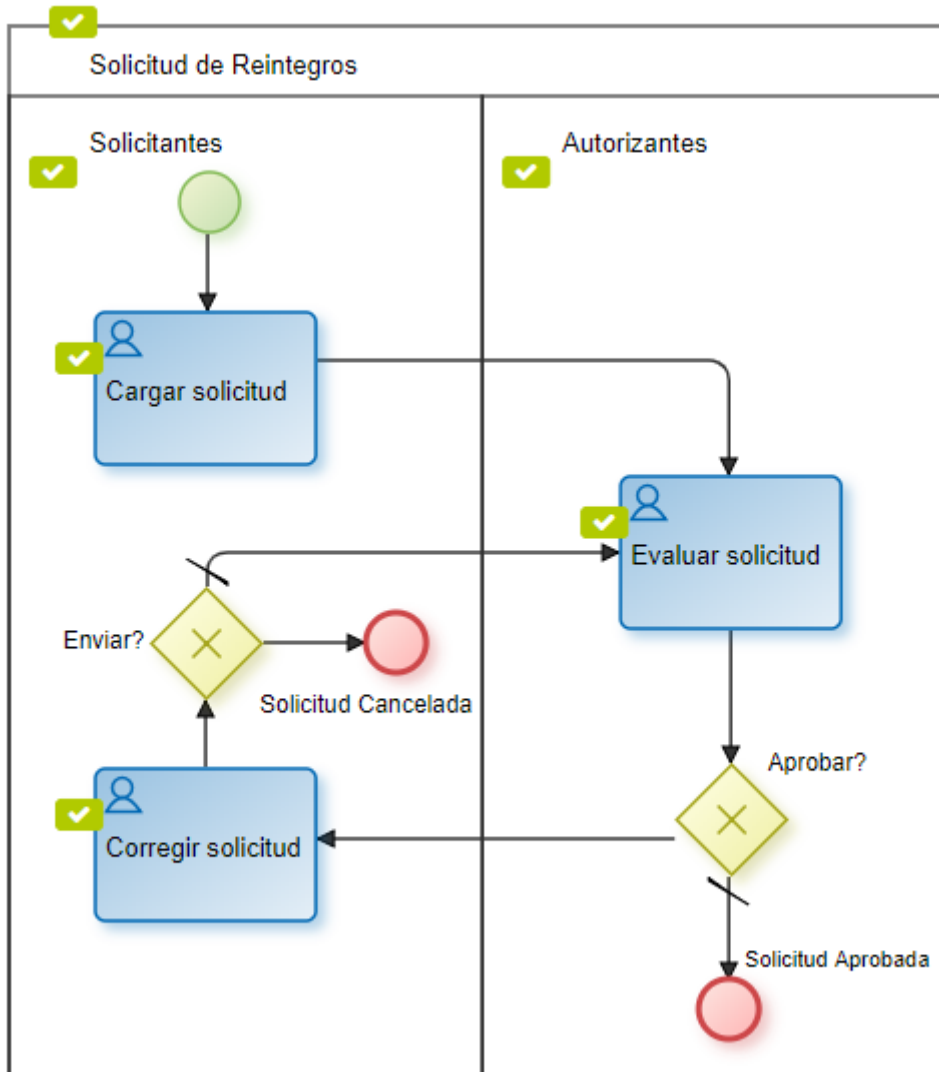 Solicitud de Reintegros
Solicitantes
Autorizantes
Cargar solicitud
Evaluar solicitud
Enviar?
Solicitud Cancelada
Aprobar?
Corregir solicitud
Solicitud Aprobada